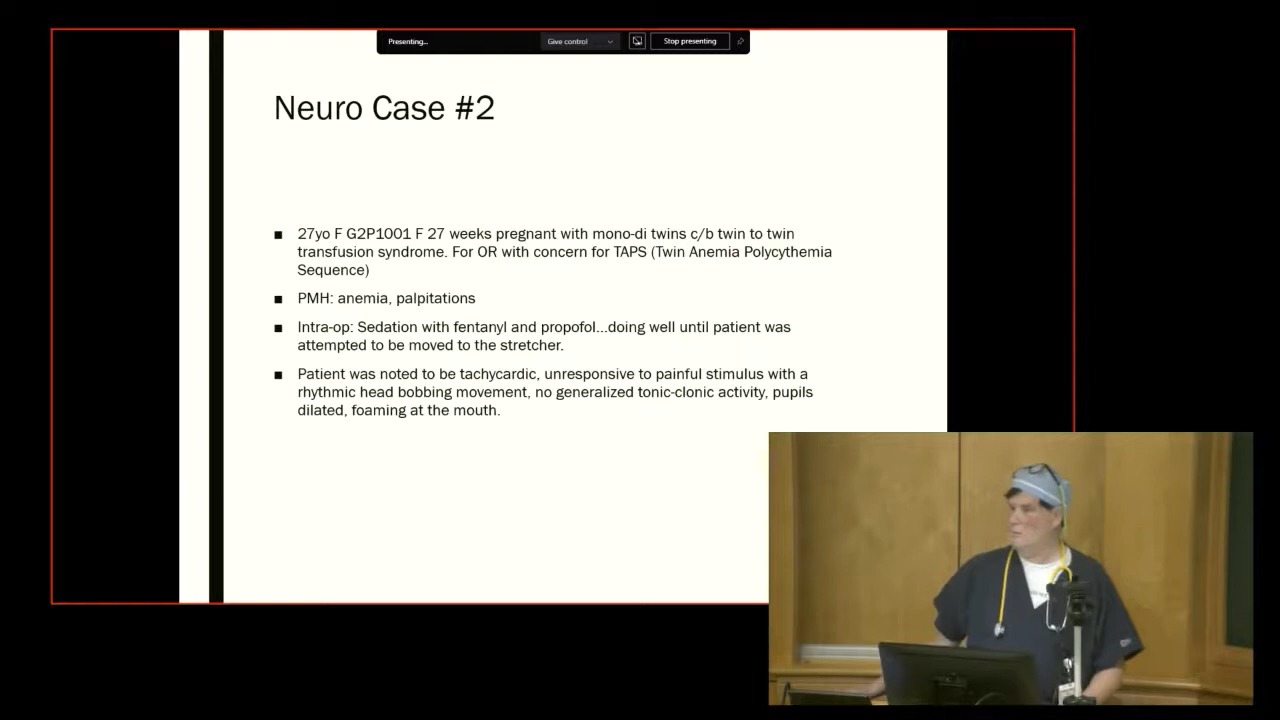 Presenting...
Give control
Stop presenting
Neuro Case #2
■ 27yo F G2P1001 F 27 weeks pregnant with mono-di twins c/b twin to twin
transfusion syndrome. For OR with concern for TAPS (Twin Anemia Polycythemia
Sequence)
■ PMH: anemia, palpitations
■ Intra-op: Sedation with fentanyl and propofol...doing well until patient was
attempted to be moved to the stretcher.
■ Patient was noted to be tachycardic, unresponsive to painful stimulus with a
rhythmic head bobbing movement, no generalized tonic-clonic activity, pupils
dilated, foaming at the mouth.